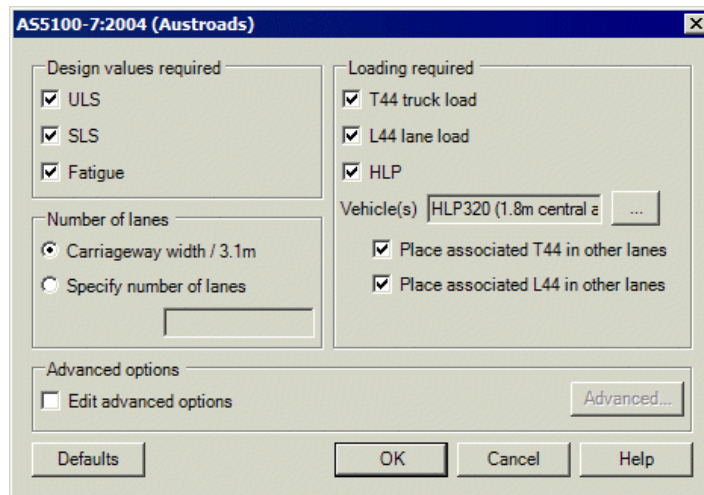 AS5100-7:2004 (Austroads)
Design values required
ULS
SLS
Fatigue
Number of lanes
Carriageway width / 3.1m
Specify number of lanes
Loading required
T44 truck load
L44 lane load
HLP
Vehicle(s) HLP320 (1.8m central a ...
Place associated T44 in other lanes
Place associated L44 in other lanes
Advanced options
Edit advanced options
Advanced...
Defaults OK Cancel Help